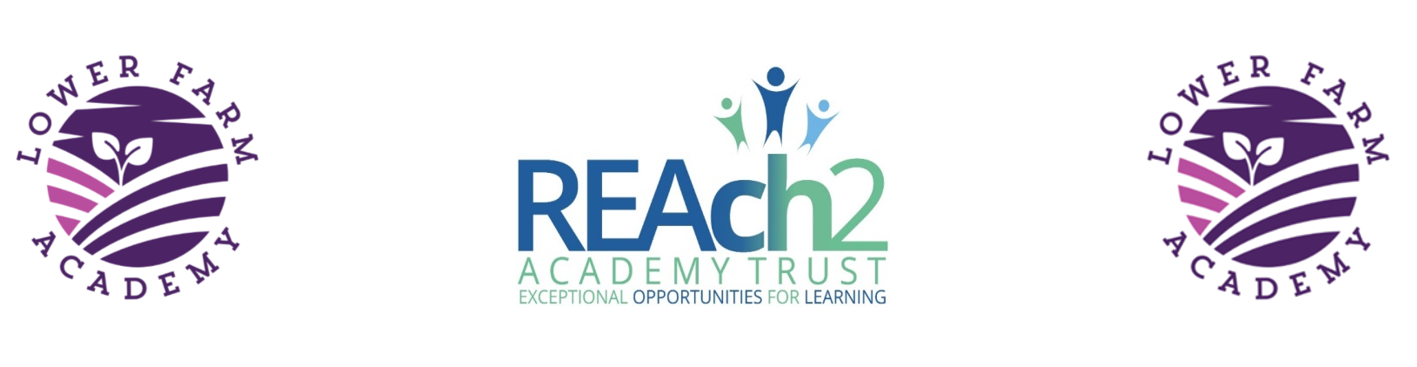 LOWER FARM
ACADEMY
REAch2
ACADEMY TRUST
EXCEPTIONAL OPPORTUNITIES FOR LEARNING
LOWER FARM
ACADEMY